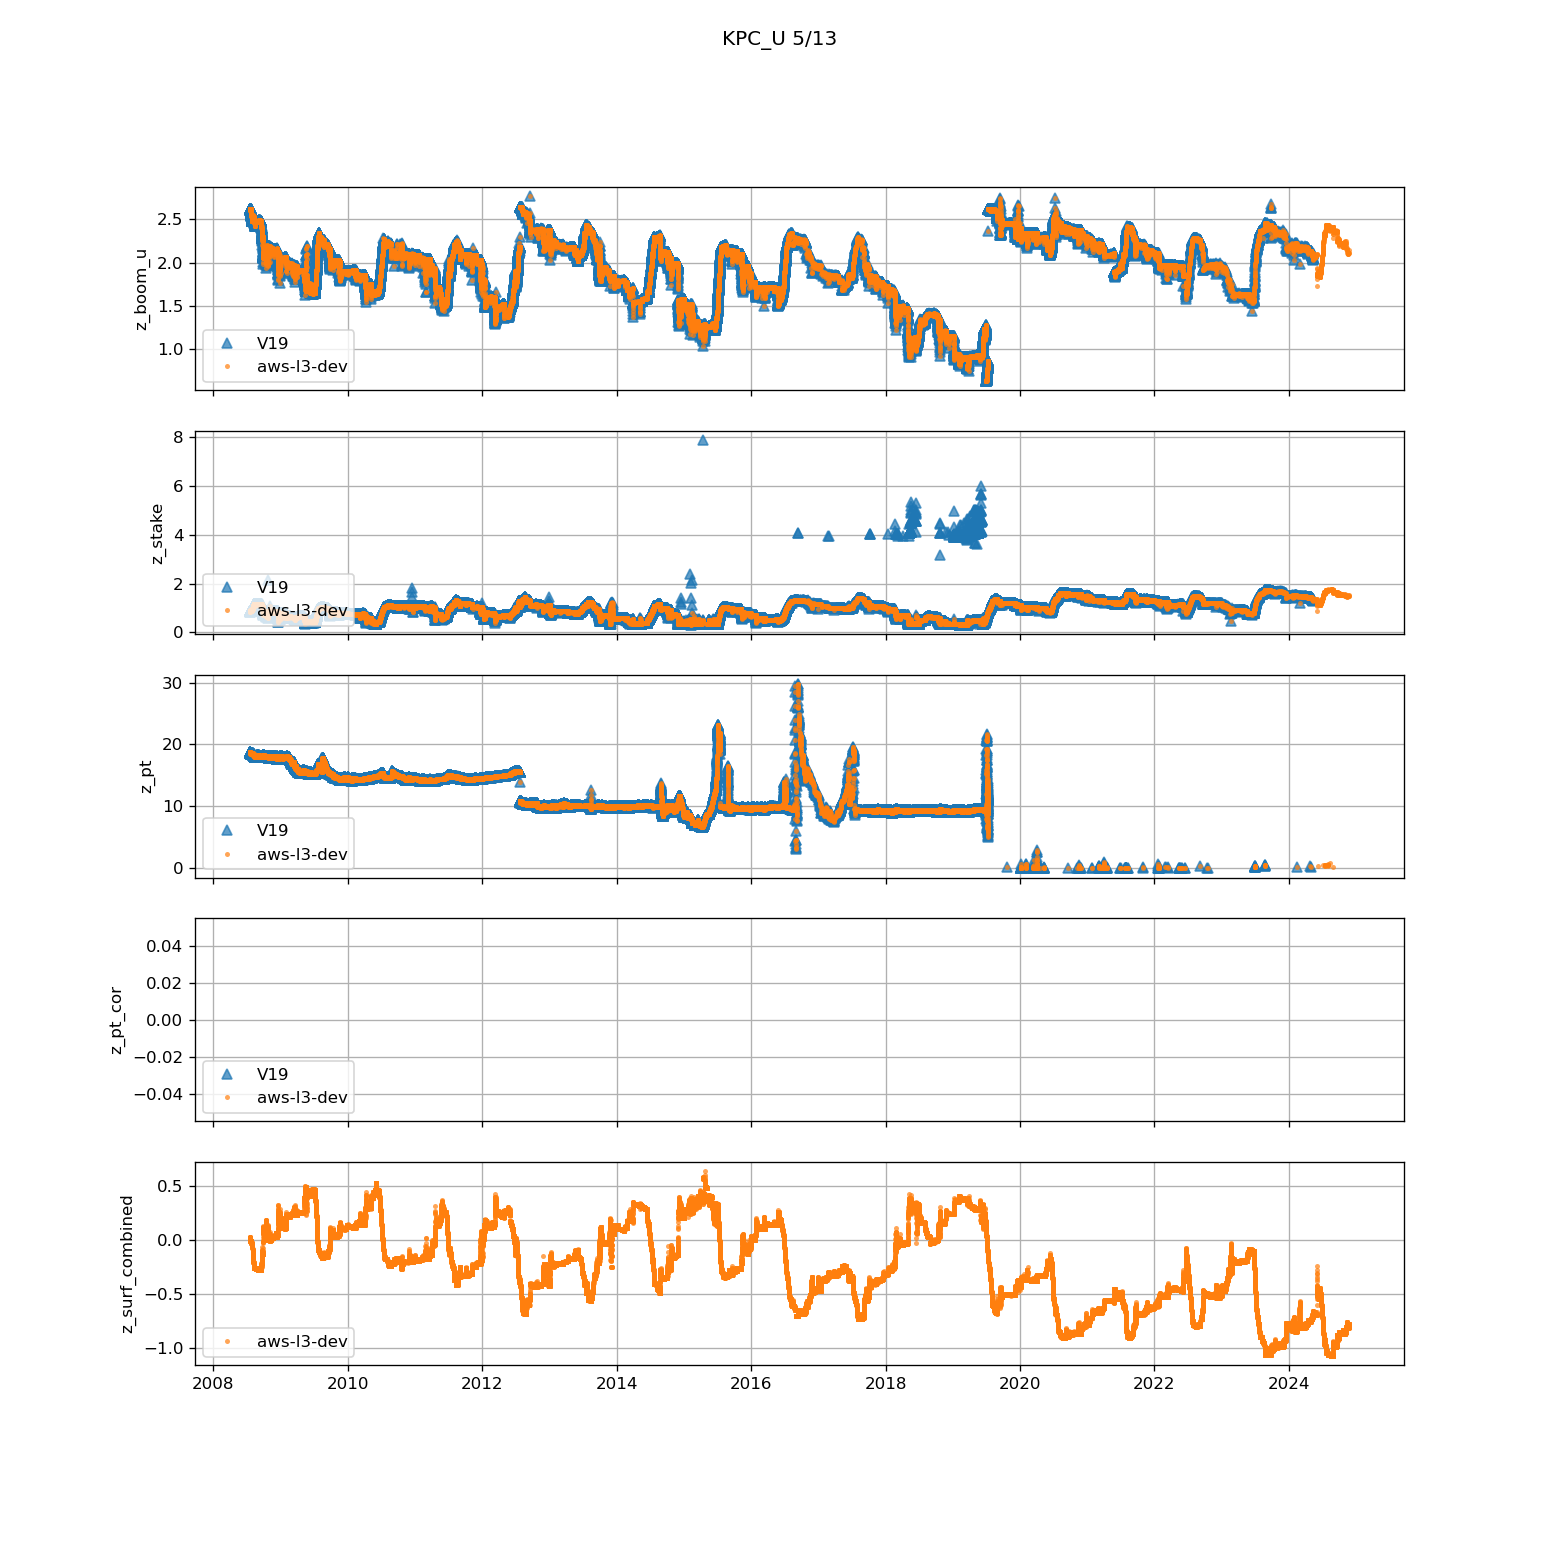 KPC_U 5/13
z_boom_u
2.5
2.0
1.5
1.0
V19
aws-l3-dev
z_stake
8
6
4
2
0
V19
aws-l3-dev
z_pt
30
20
10
0
V19
aws-l3-dev
z_pt_cor
0.04
0.02
0.00
−0.02
−0.04
V19
aws-l3-dev
z_surf_combined
0.5
0.0
−0.5
−1.0
aws-l3-dev
2008 2010 2012 2014 2016 2018 2020 2022 2024